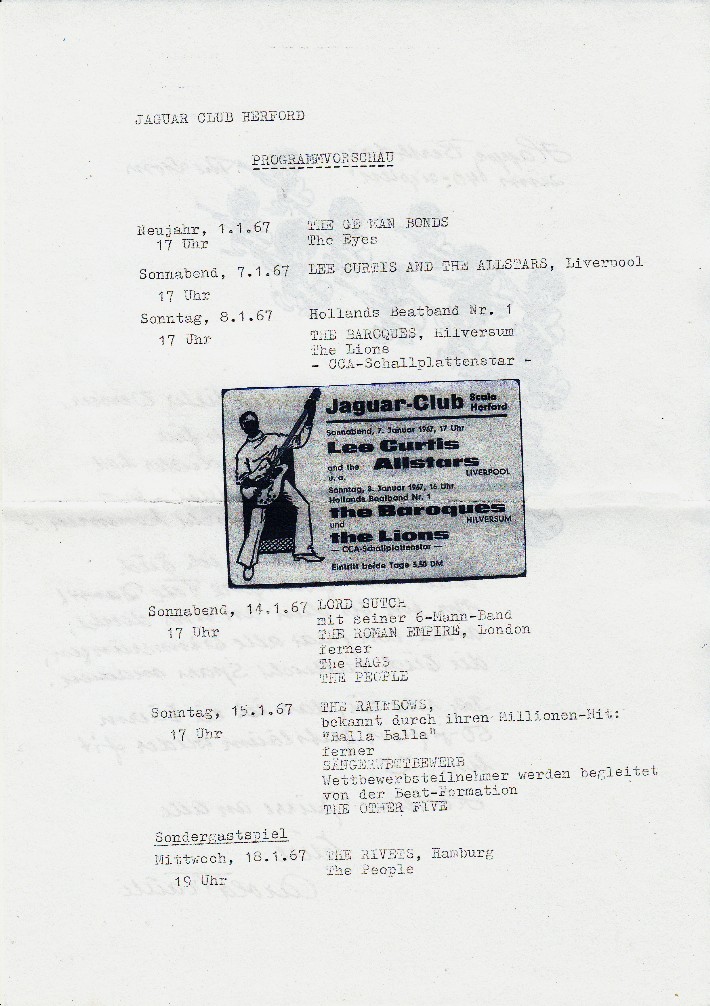 JAGUAR CLUB HERFORD
PROGRAMMVORSCHAU
Neujahr, 1.1.67 THE GERMAN BONDS
17 Uhr The Eyes
Sonnabend, 7.1.67 LEE CURTIS AND THE ALLSTARS, Liverpool
17 Uhr
Sonntag, 8.1.67 Hollands Beatband Nr. 1
17 Uhr THE BAROQUES, Hilversum
The Lions
- CCA-Schallplattenstar -
Jaguar-Club Scala Herford
Sonnabend, 7. Januar 1967, 17 Uhr
Lee Curtis
and the Allstars
u. a. LIVERPOOL
Sonntag, 8. Januar 1967, 16 Uhr
Hollands Beatband Nr. 1
the Baroques
und HILVERSUM
the Lions
— CCA-Schallplattenstar —
Eintritt beide Tage 3,50 DM
Sonnabend, 14.1.67 LORD SUTCH
17 Uhr mit seiner 6-Mann-Band
THE ROMAN EMPIRE, London
ferner
The RAGS
THE PEOPLE
Sonntag, 15.1.67 THE RAINBOWS,
17 Uhr bekannt durch ihren Millionen-Hit:
"Balla Balla"
ferner
SÄNGERWETTBEWERB
Wettbewerbsteilnehmer werden begleitet
von der Beat-Formation
THE OTHER FIVE
Sondergastspiel
Mittwoch, 18.1.67 THE RIVETS, Hamburg
19 Uhr The People